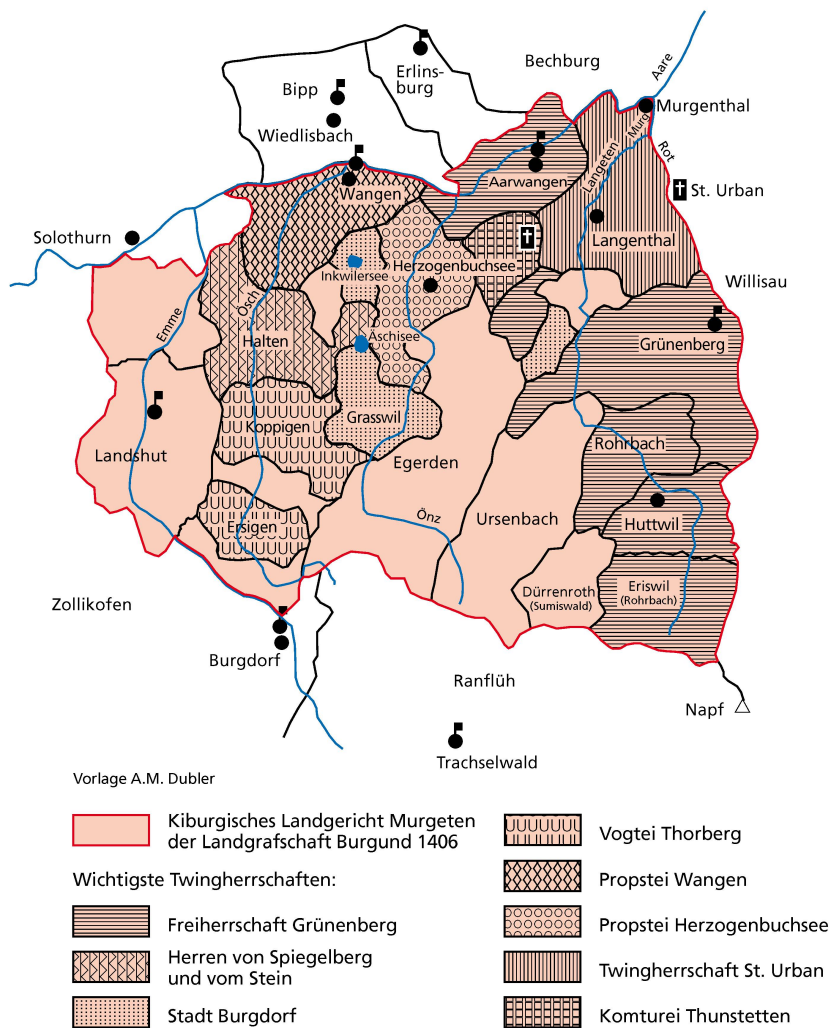 Bechburg
Erlins-
burg
Bipp
Wiedlisbach
Aare
Murgenthal
Murg
Rot
Langeten
Aarwangen
Wangen
St. Urban
Solothurn
Langenthal
Inkwilersee
Herzogenbuchsee
Willisau
Emme
Ösch
Halten
Äschisee
Grünenberg
Koppigen
Grasswil
Landshut
Egerden
Rohrbach
Önz
Ursenbach
Huttwil
Ersigen
Dürrenroth
(Sumiswald)
Eriswil
(Rohrbach)
Zollikofen
Burgdorf
Ranflüh
Napf
Trachselwald
Vorlage A.M. Dubler
Kiburgisches Landgericht Murgeten
der Landgrafschaft Burgund 1406
Wichtigste Twingherrschaften:
Freiherrschaft Grünenberg
Herren von Spiegelberg
und vom Stein
Stadt Burgdorf
Vogtei Thorberg
Propstei Wangen
Propstei Herzogenbuchsee
Twingherrschaft St. Urban
Komturei Thunstetten